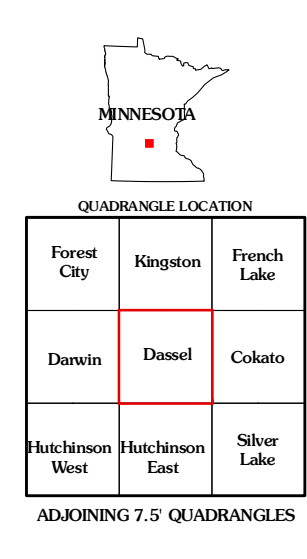 MINNESOTA
QUADRANGLE LOCATION
Forest
City
Kingston
French
Lake
Darwin
Dassel
Cokato
Hutchinson
West
Hutchinson
East
Silver
Lake
ADJOINING 7.5' QUADRANGLES